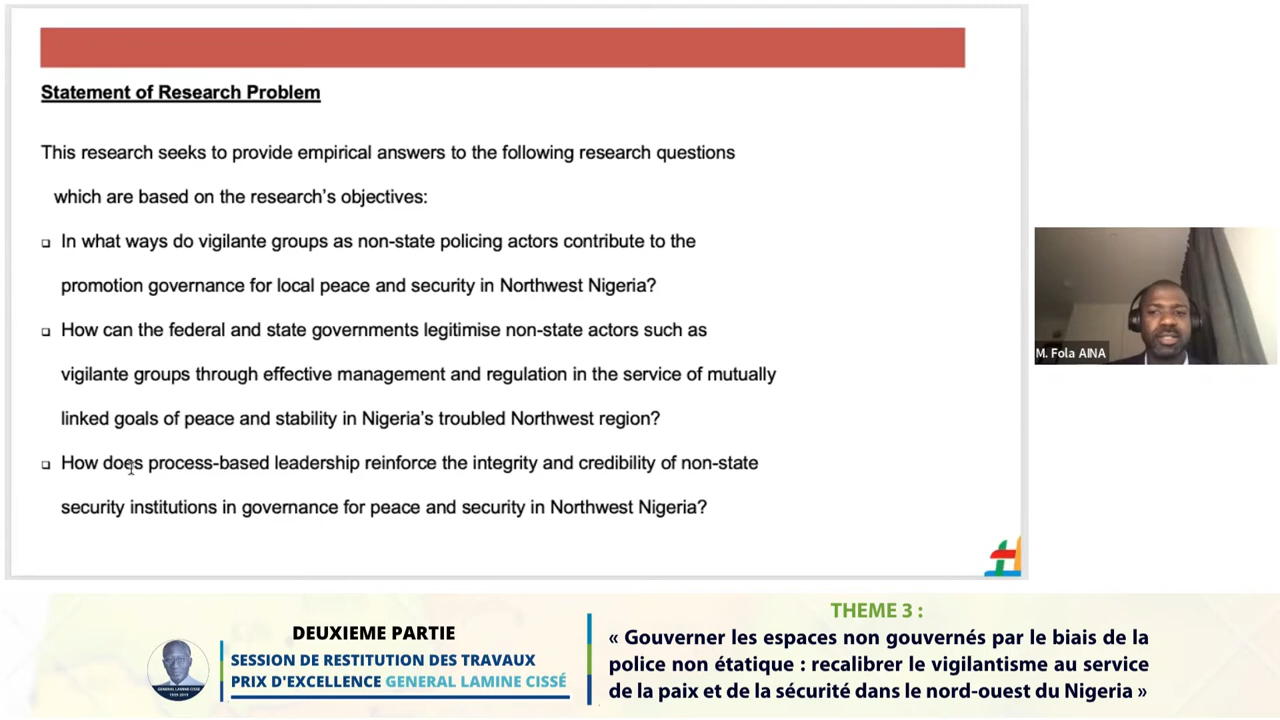 Statement of Research Problem
This research seeks to provide empirical answers to the following research questions
which are based on the research's objectives:
In what ways do vigilante groups as non-state policing actors contribute to the
promotion governance for local peace and security in Northwest Nigeria?
How can the federal and state governments legitimise non-state actors such as
vigilante groups through effective management and regulation in the service of mutually
linked goals of peace and stability in Nigeria's troubled Northwest region?
How does process-based leadership reinforce the integrity and credibility of non-state
security institutions in governance for peace and security in Northwest Nigeria?
M. Fola AINA
DEUXIEME PARTIE
SESSION DE RESTITUTION DES TRAVAUX
PRIX D'EXCELLENCE GENERAL LAMINE CISSÉ
GENERAL LAMINE CISSÉ
1939-2019
THEME 3 :
« Gouverner les espaces non gouvernés par le biais de la
police non étatique : recalibrer le vigilantisme au service
de la paix et de la sécurité dans le nord-ouest du Nigeria »